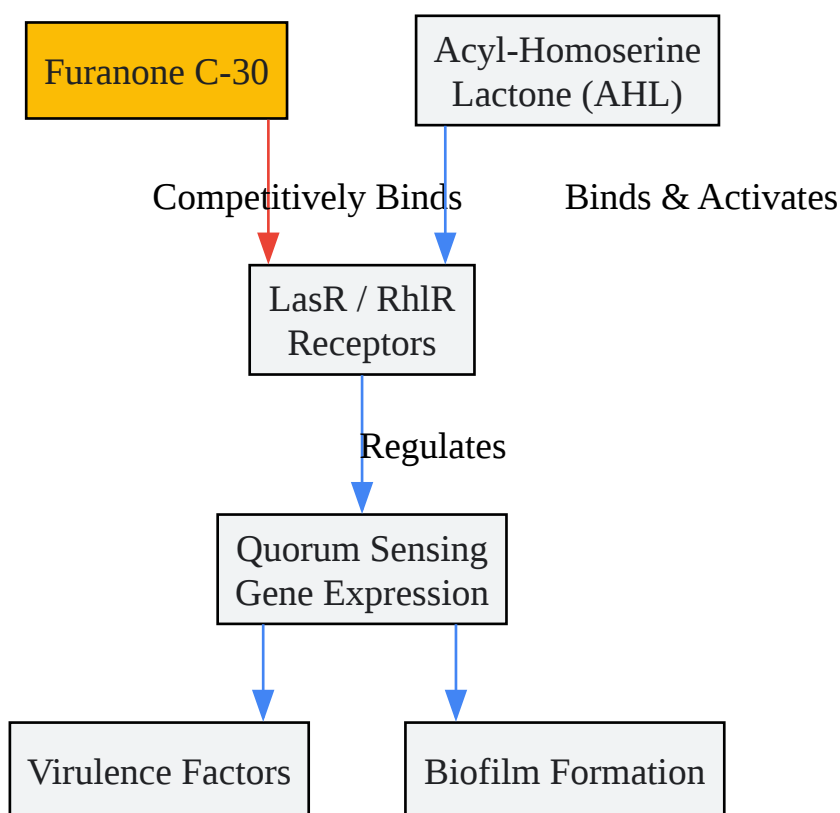 Furanone C-30
Acyl-Homoserine
Lactone (AHL)
Competitively Binds
Binds & Activates
LasR / RhlR
Receptors
Regulates
Quorum Sensing
Gene Expression
Virulence Factors
Biofilm Formation